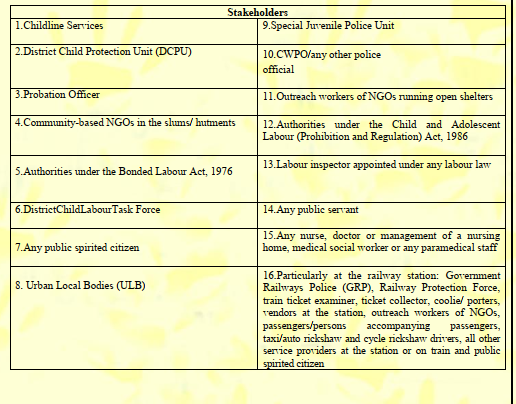 Stakeholders
1.Childline Services
9.Special Juvenile Police Unit
2.District Child Protection Unit (DCPU)
10.CWPO/any other police
official
3.Probation Officer
11.Outreach workers of NGOs running open shelters
4.Community-based NGOs in the slums/ hutments
12.Authorities under the Child and Adolescent
Labour (Prohibition and Regulation) Act, 1986
5.Authorities under the Bonded Labour Act, 1976
13.Labour inspector appointed under any labour law
6.DistrictChildLabourTask Force
14.Any public servant
7.Any public spirited citizen
15.Any nurse, doctor or management of a nursing
home, medical social worker or any paramedical staff
8. Urban Local Bodies (ULB)
16.Particularly at the railway station: Government
Railways Police (GRP), Railway Protection Force,
train ticket examiner, ticket collector, coolie/ porters,
vendors at the station, outreach workers of NGOs,
passengers/persons accompanying passengers,
taxi/auto rickshaw and cycle rickshaw drivers, all other
service providers at the station or on train and public
spirited citizen